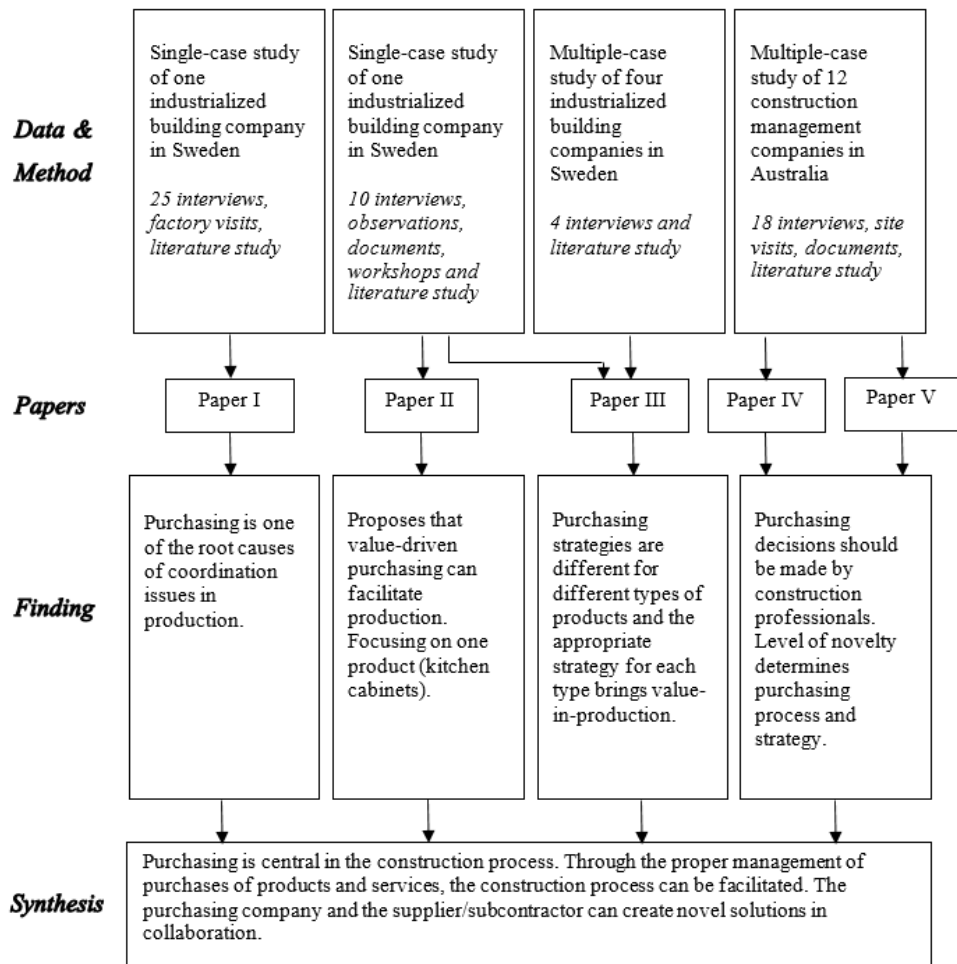 Data &
Method
Single-case study
of one
industrialized
building company
in Sweden
25 interviews,
factory visits,
literature study
Single-case study
of one
industrialized
building company
in Sweden
10 interviews,
observations,
documents,
workshops and
literature study
Multiple-case
study of four
industrialized
building
companies in
Sweden
4 interviews and
literature study
Multiple-case
study of 12
construction
management
companies in
Australia
18 interviews, site
visits, documents,
literature study
Papers
Paper I
Paper II
Paper III
Paper IV
Paper V
Finding
Purchasing is one
of the root causes
of coordination
issues in
production.
Proposes that
value-driven
purchasing can
facilitate
production.
Focusing on one
product (kitchen
cabinets).
Purchasing
strategies are
different for
different types of
products and the
appropriate
strategy for each
type brings value-
in-production.
Purchasing
decisions should
be made by
construction
professionals.
Level of novelty
determines
purchasing
process and
strategy.
Synthesis
Purchasing is central in the construction process. Through the proper management of
purchases of products and services, the construction process can be facilitated. The
purchasing company and the supplier/subcontractor can create novel solutions in
collaboration.